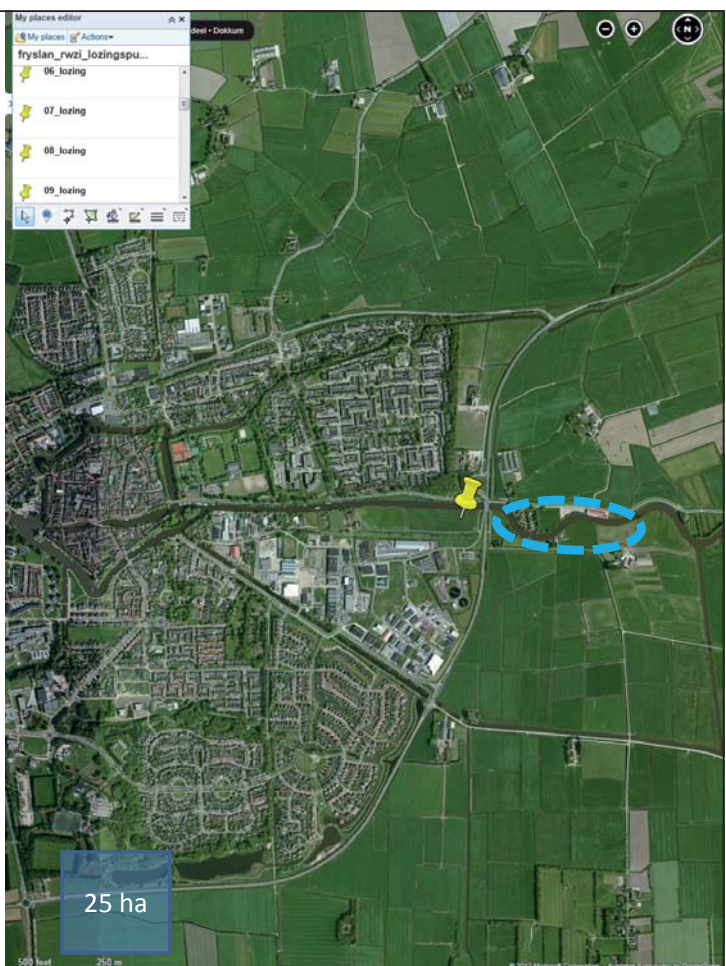 My places editor
deel • Dokkum
N
My places Actions
fryslan_rwzi_lozingspu...
06_lozing
07_lozing
08_lozing
09_lozing
25 ha
500 feet 250 m